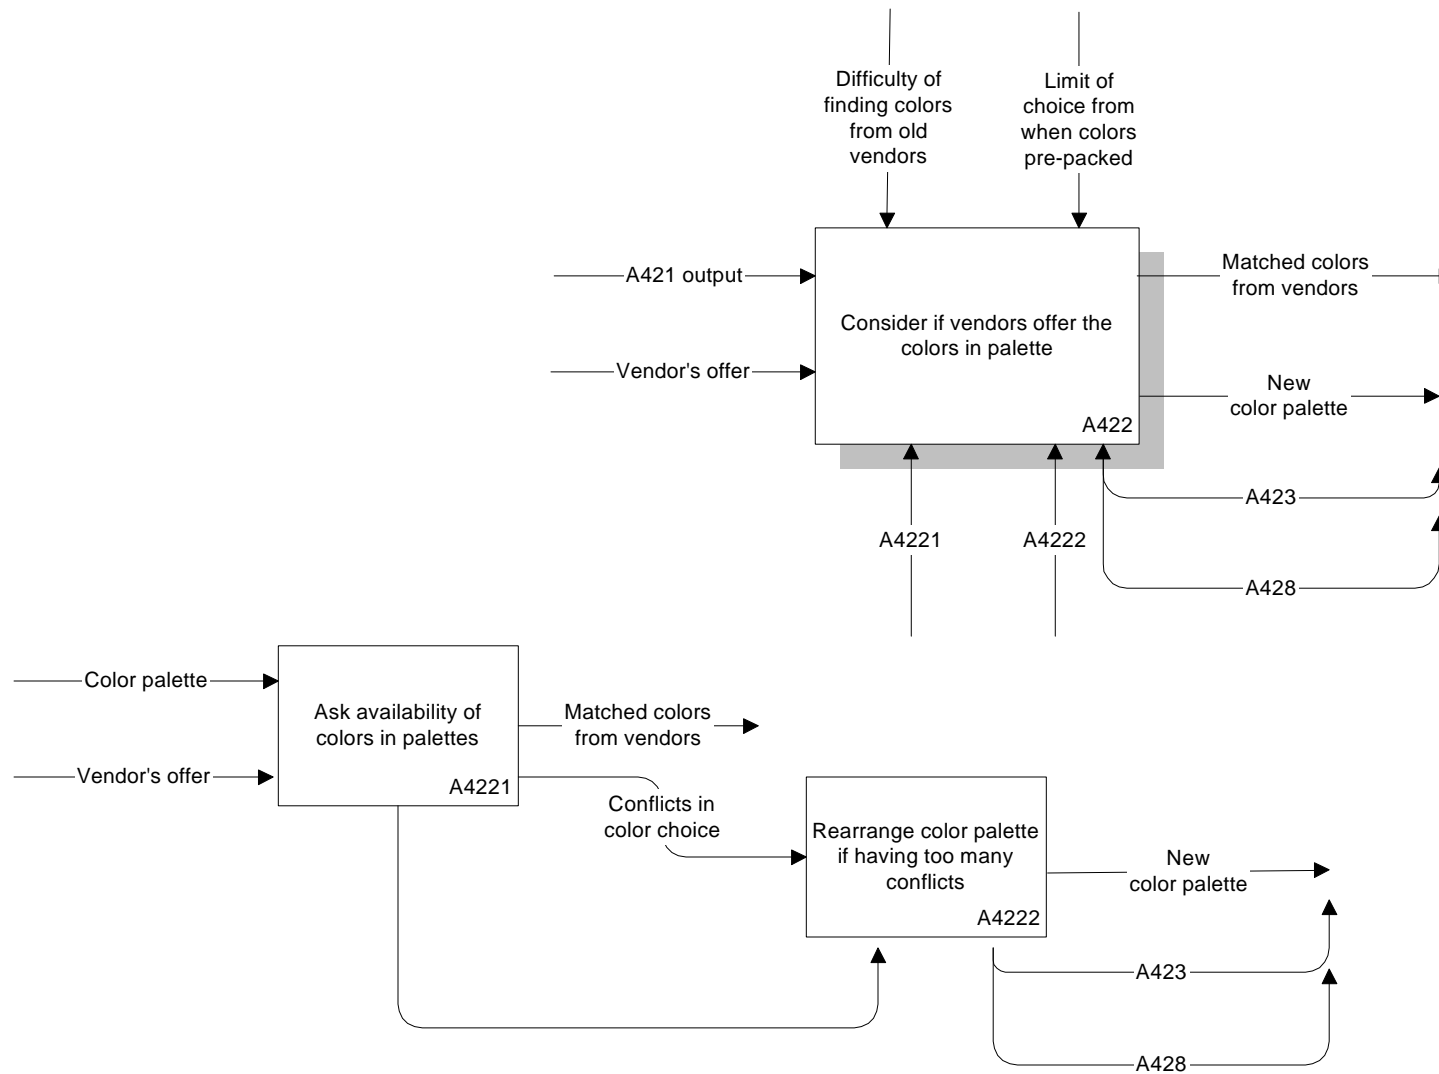 Difficulty of
finding colors
from old
vendors
Limit of
choice from
when colors
pre-packed
A421 output
Vendor's offer
Consider if vendors offer the
colors in palette
A422
Matched colors
from vendors
New
color palette
A423
A428
A4221
A4222
Color palette
Vendor's offer
Ask availability of
colors in palettes
A4221
Matched colors
from vendors
Conflicts in
color choice
Rearrange color palette
if having too many
conflicts
A4222
New
color palette
A423
A428